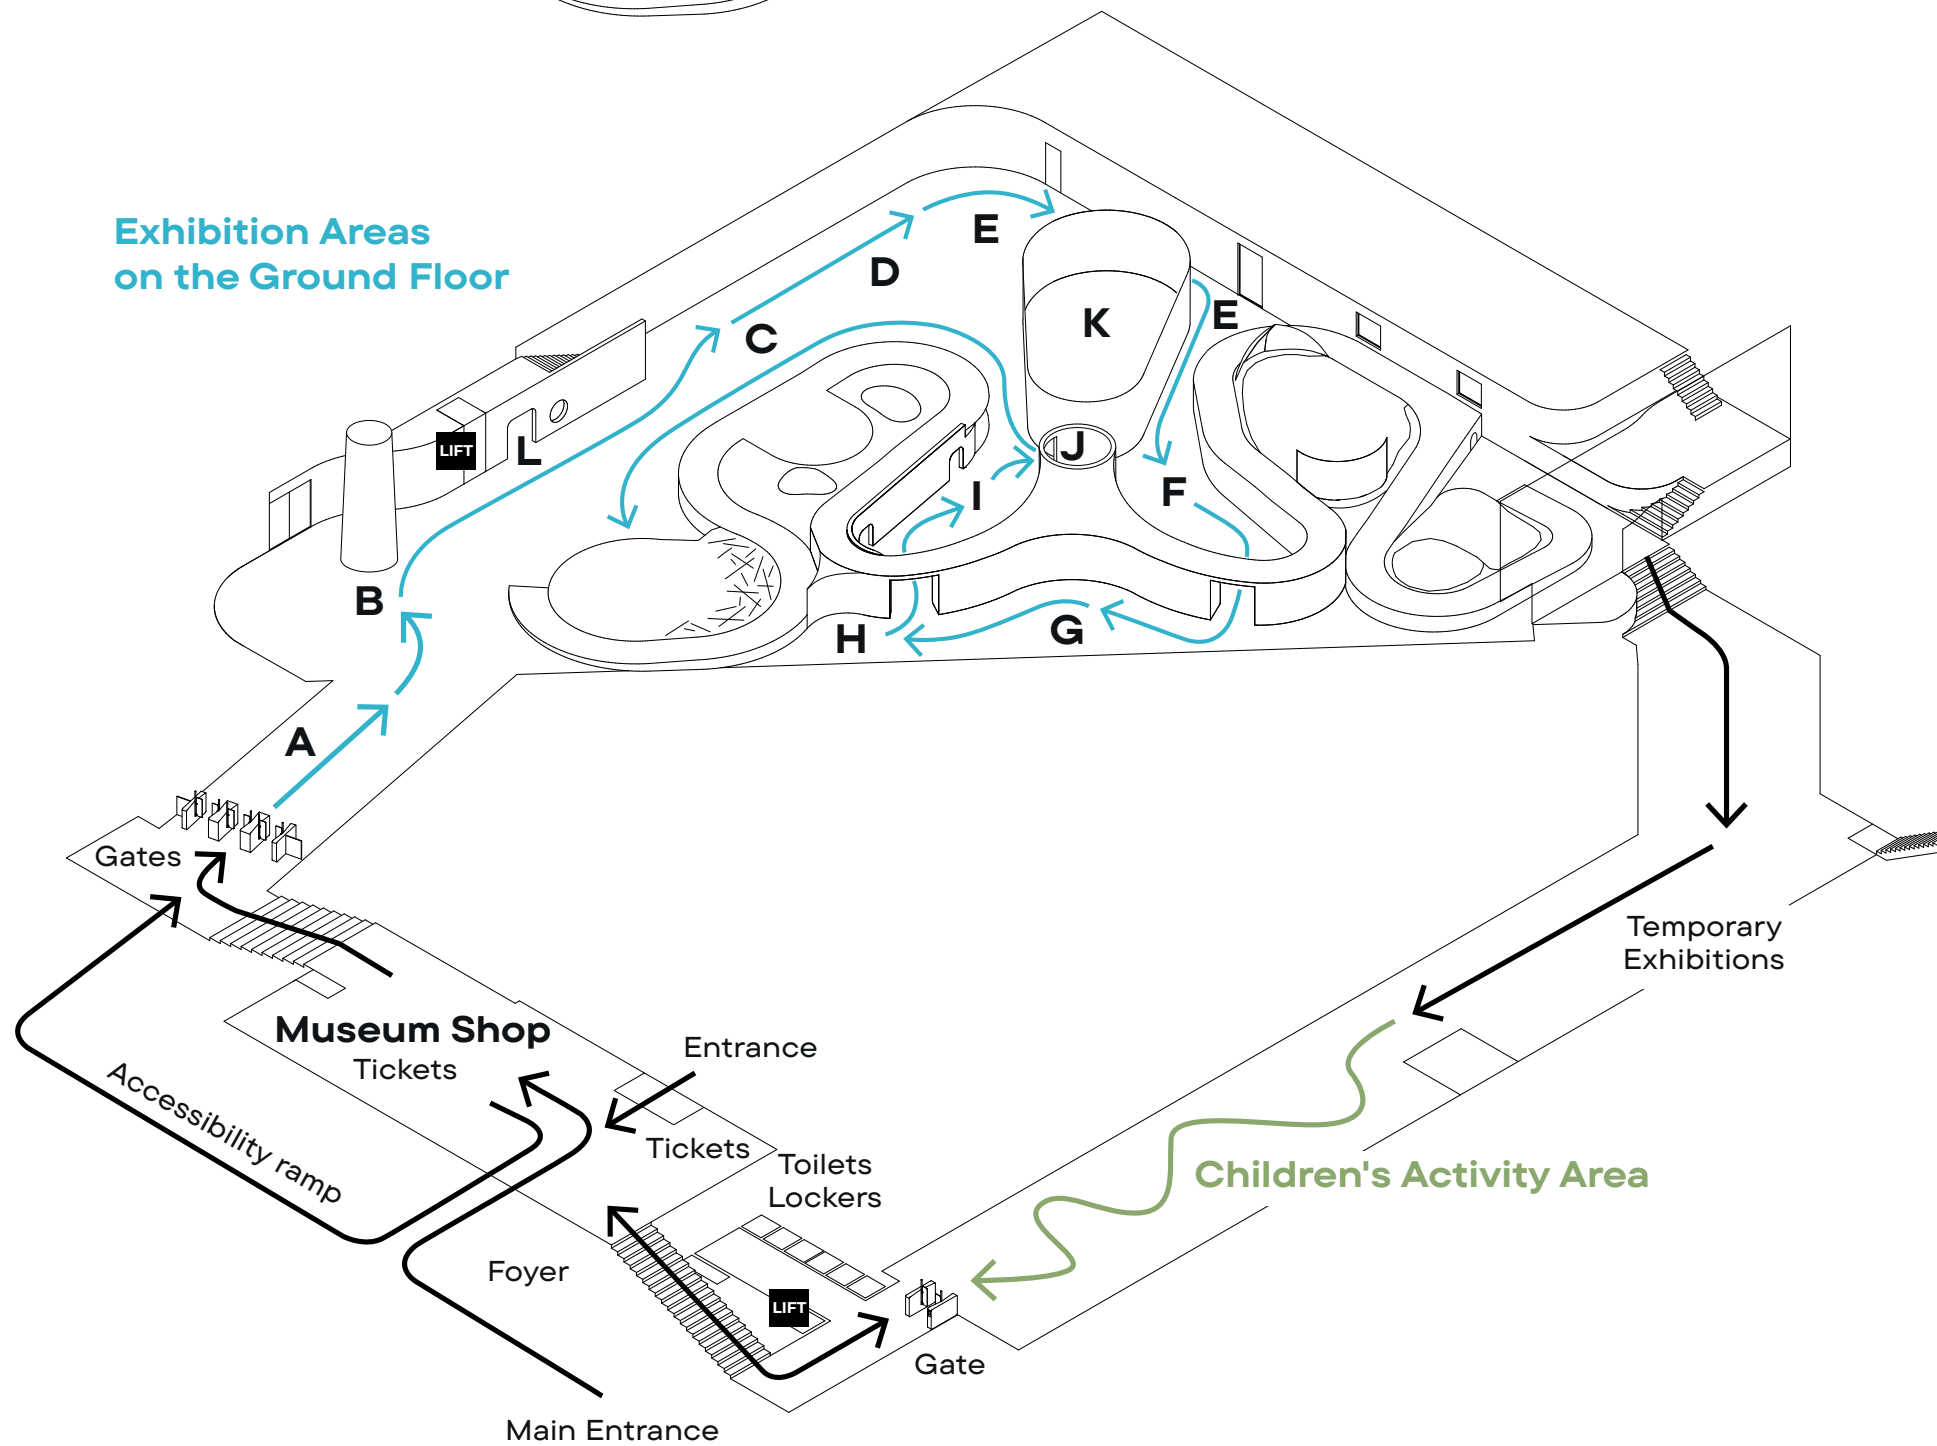 Exhibition Areas
on the Ground Floor
E
D
K
E
C
J
LIFT
L
I
F
B
H
G
A
Gates
Temporary
Exhibitions
Museum Shop
Tickets
Entrance
Accessibility ramp
Tickets
Toilets
Lockers
Children's Activity Area
Foyer
LIFT
Gate
Main Entrance